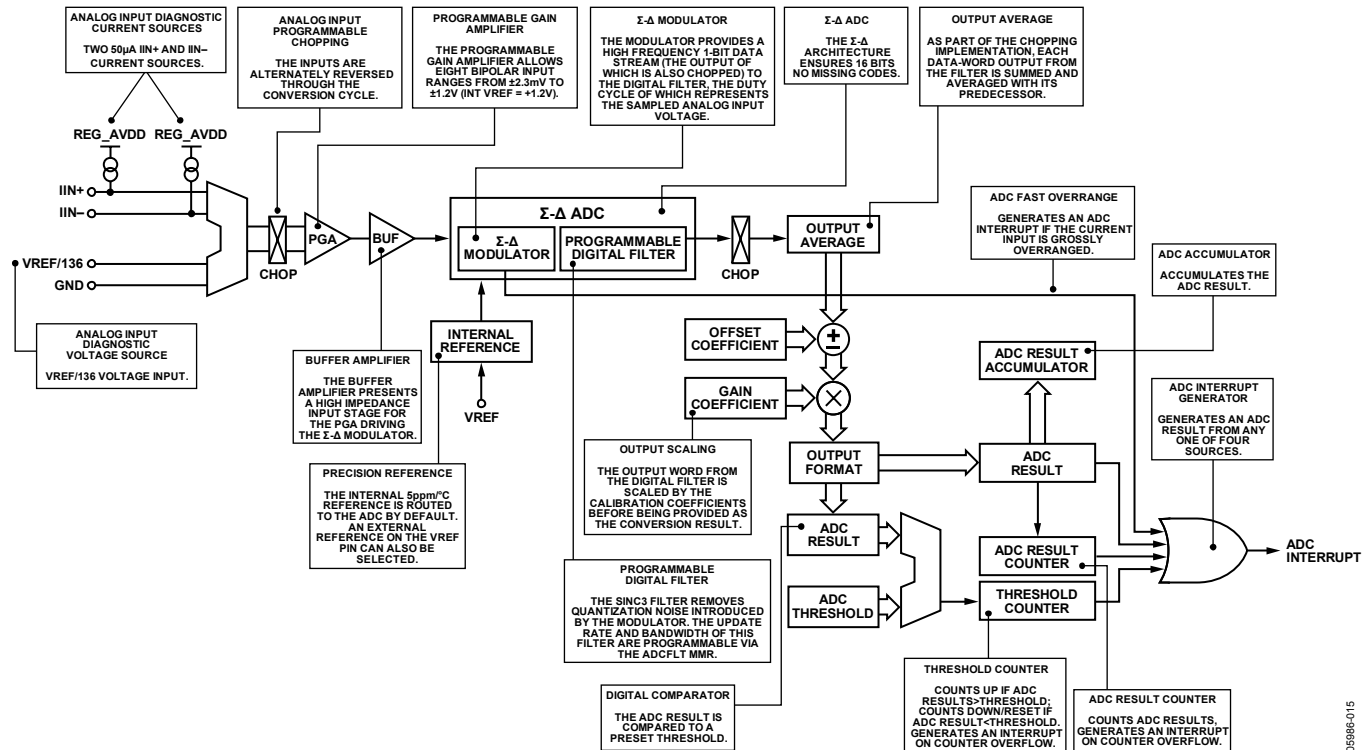 ANALOG INPUT DIAGNOSTIC
CURRENT SOURCES
TWO 50µA IIN+ AND IIN–
CURRENT SOURCES.
ANALOG INPUT
PROGRAMMABLE
CHOPPING
THE INPUTS ARE
ALTERNATELY REVERSED
THROUGH THE
CONVERSION CYCLE.
PROGRAMMABLE GAIN
AMPLIFIER
THE PROGRAMMABLE
GAIN AMPLIFIER ALLOWS
EIGHT BIPOLAR INPUT
RANGES FROM ±2.3mV TO
±1.2V (INT VREF = +1.2V).
Σ-Δ MODULATOR
THE MODULATOR PROVIDES A
HIGH FREQUENCY 1-BIT DATA
STREAM (THE OUTPUT OF
WHICH IS ALSO CHOPPED) TO
THE DIGITAL FILTER, THE DUTY
CYCLE OF WHICH REPRESENTS
THE SAMPLED ANALOG INPUT
VOLTAGE.
Σ-Δ ADC
THE Σ-Δ
ARCHITECTURE
ENSURES 16 BITS
NO MISSING CODES.
OUTPUT AVERAGE
AS PART OF THE CHOPPING
IMPLEMENTATION, EACH
DATA-WORD OUTPUT FROM
THE FILTER IS SUMMED AND
AVERAGED WITH ITS
PREDECESSOR.
REG_AVDD
REG_AVDD
IIN+
IIN–
VREF/136
GND
CHOP
PGA
BUF
Σ-Δ ADC
Σ-Δ
MODULATOR
PROGRAMMABLE
DIGITAL FILTER
CHOP
OUTPUT
AVERAGE
ADC FAST OVERRANGE
GENERATES AN ADC
INTERRUPT IF THE CURRENT
INPUT IS GROSSLY
OVERRANGED.
ADC ACCUMULATOR
ACCUMULATES THE
ADC RESULT.
ANALOG INPUT
DIAGNOSTIC
VOLTAGE SOURCE
VREF/136 VOLTAGE INPUT.
BUFFER AMPLIFIER
THE BUFFER
AMPLIFIER PRESENTS
A HIGH IMPEDANCE
INPUT STAGE FOR
THE PGA DRIVING
THE Σ-Δ MODULATOR.
INTERNAL
REFERENCE
VREF
OFFSET
COEFFICIENT
±
GAIN
COEFFICIENT
×
ADC RESULT
ACCUMULATOR
ADC INTERRUPT
GENERATOR
GENERATES AN ADC
RESULT FROM ANY
ONE OF FOUR
SOURCES.
PRECISION REFERENCE
THE INTERNAL 5ppm/°C
REFERENCE IS ROUTED
TO THE ADC BY DEFAULT.
AN EXTERNAL
REFERENCE ON THE VREF
PIN CAN ALSO BE
SELECTED.
OUTPUT SCALING
THE OUTPUT WORD FROM
THE DIGITAL FILTER IS
SCALED BY THE
CALIBRATION COEFFICIENTS
BEFORE BEING PROVIDED AS
THE CONVERSION RESULT.
OUTPUT
FORMAT
ADC
RESULT
ADC
RESULT
ADC RESULT
COUNTER
ADC
INTERRUPT
PROGRAMMABLE
DIGITAL FILTER
THE SINC3 FILTER REMOVES
QUANTIZATION NOISE INTRODUCED
BY THE MODULATOR. THE UPDATE
RATE AND BANDWIDTH OF THIS
FILTER ARE PROGRAMMABLE VIA
THE ADCFLT MMR.
ADC
THRESHOLD
THRESHOLD
COUNTER
DIGITAL COMPARATOR
THE ADC RESULT IS
COMPARED TO A
PRESET THRESHOLD.
THRESHOLD COUNTER
COUNTS UP IF ADC
RESULTS>THRESHOLD;
COUNTS DOWN/RESET IF
ADC RESULT<THRESHOLD.
GENERATES AN INTERRUPT
ON COUNTER OVERFLOW.
ADC RESULT COUNTER
COUNTS ADC RESULTS,
GENERATES AN INTERRUPT
ON COUNTER OVERFLOW.
05986-015